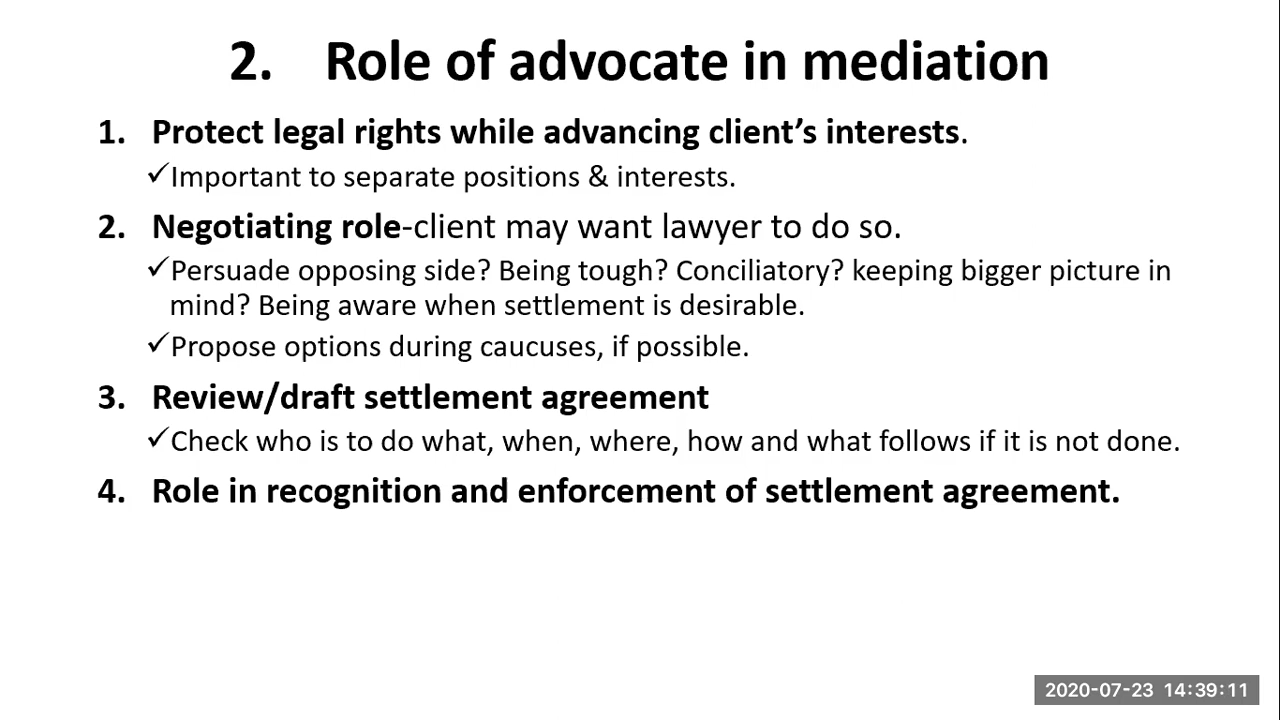 2. Role of advocate in mediation
1. Protect legal rights while advancing client’s interests.
✓Important to separate positions & interests.
2. Negotiating role-client may want lawyer to do so.
✓Persuade opposing side? Being tough? Conciliatory? keeping bigger picture in
mind? Being aware when settlement is desirable.
✓Propose options during caucuses, if possible.
3. Review/draft settlement agreement
✓Check who is to do what, when, where, how and what follows if it is not done.
4. Role in recognition and enforcement of settlement agreement.
2020-07-23 14:39:11